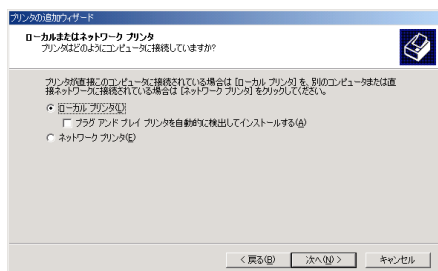 プリンタの追加ウィザード
ローカルまたはネットワーク プリンタ
プリンタはどのようにコンピュータに接続していますか?
プリンタが直接このコンピュータに接続されている場合は [ローカル プリンタ] を、別のコンピュータまたは直
接ネットワークに接続されている場合は [ネットワーク プリンタ] をクリックしてください。
ローカル プリンタ(L)
プラグ アンド プレイ プリンタを自動的に検出してインストールする(A)
ネットワーク プリンタ(E)
< 戻る(B) 次へ(N) > キャンセル